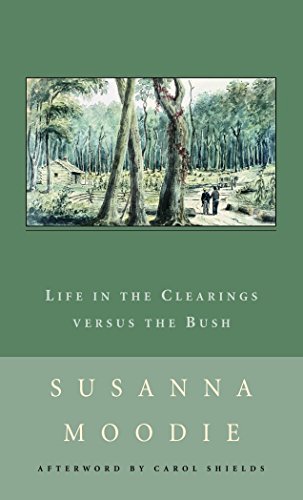 LIFE IN THE CLEARINGS
VERSUS THE BUSH
SUSANNA
MOODIE
AFTERWORD BY CAROL SHIELDS